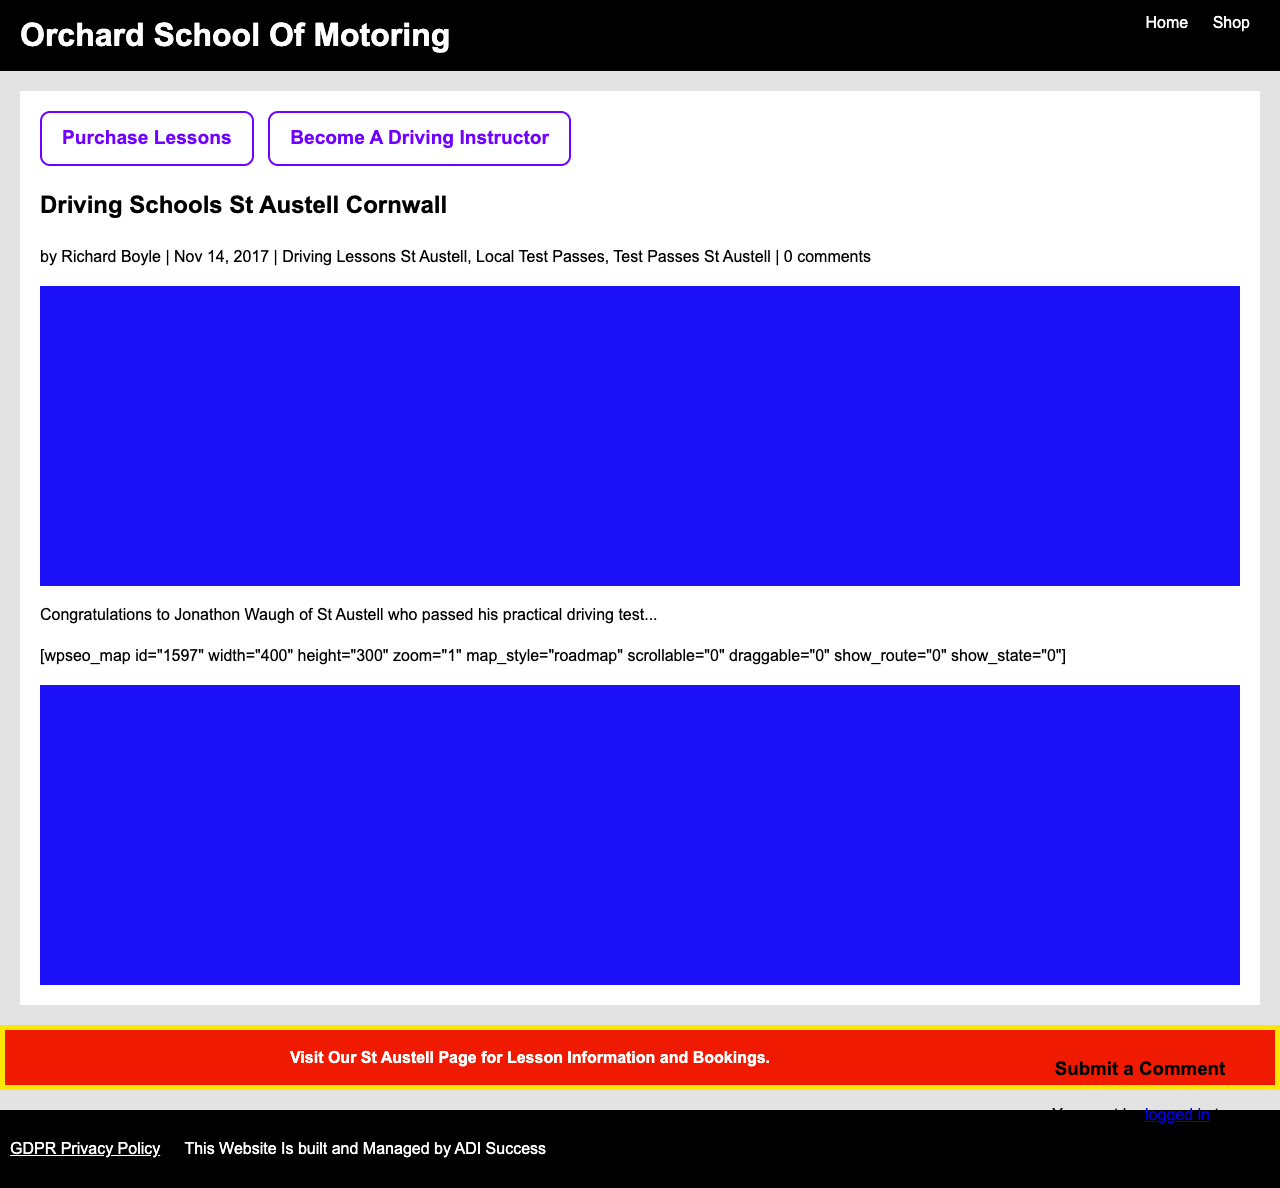 Orchard School Of Motoring
Home Shop
Purchase Lessons Become A Driving Instructor
Driving Schools St Austell Cornwall
by Richard Boyle | Nov 14, 2017 | Driving Lessons St Austell, Local Test Passes, Test Passes St Austell | 0 comments
Congratulations to Jonathon Waugh of St Austell who passed his practical driving test...
[wpseo_map id="1597" width="400" height="300" zoom="1" map_style="roadmap" scrollable="0" draggable="0" show_route="0" show_state="0"]
Visit Our St Austell Page for Lesson Information and Bookings.
Submit a Comment
logged in
GDPR Privacy Policy This Website Is built and Managed by ADI Success